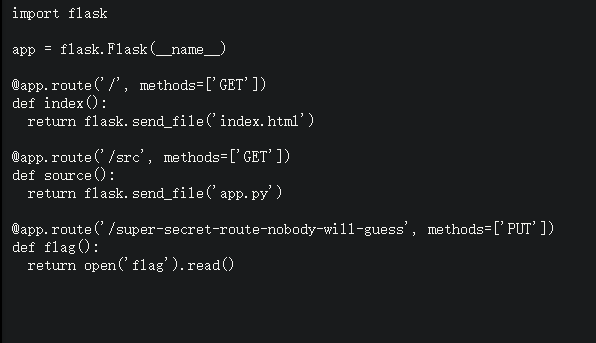 import flask
app = flask.Flask(__name__)
@app.route('/', methods=['GET'])
def index():
  return flask.send_file('index.html')
@app.route('/src', methods=['GET'])
def source():
  return flask.send_file('app.py')
@app.route('/super-secret-route-nobody-will-guess', methods=['PUT'])
def flag():
  return open('flag').read()